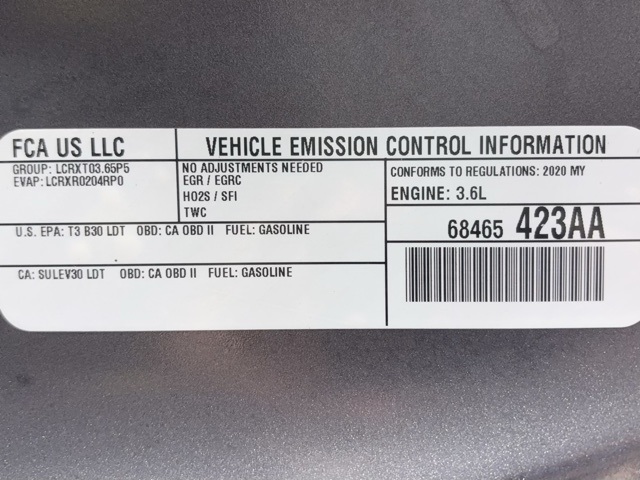 FCA US LLC
VEHICLE EMISSION CONTROL INFORMATION
GROUP: LCRXT03.65P5
EVAP: LCRXR0204RP0
NO ADJUSTMENTS NEEDED
EGR / EGRC
HO2S / SFI
TWC
CONFORMS TO REGULATIONS: 2020 MY
ENGINE: 3.6L
U.S. EPA: T3 B30 LDT OBD: CA OBD II FUEL: GASOLINE
68465 423AA
CA: SULEV30 LDT OBD: CA OBD II FUEL: GASOLINE